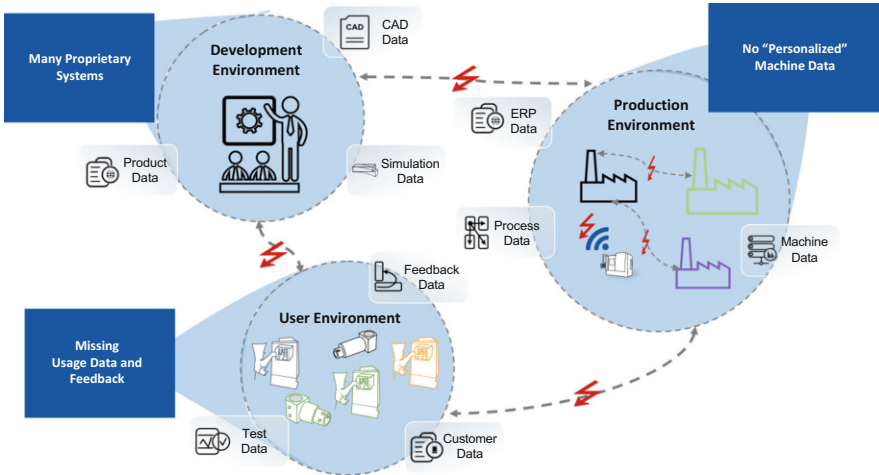 Many Proprietary
Systems
Development
Environment
CAD
CAD
Data
No “Personalized”
Machine Data
ERP
Data
Production
Environment
Product
Data
Simulation
Data
Process
Data
Machine
Data
Feedback
Data
User Environment
Missing
Usage Data and
Feedback
Test
Data
Customer
Data